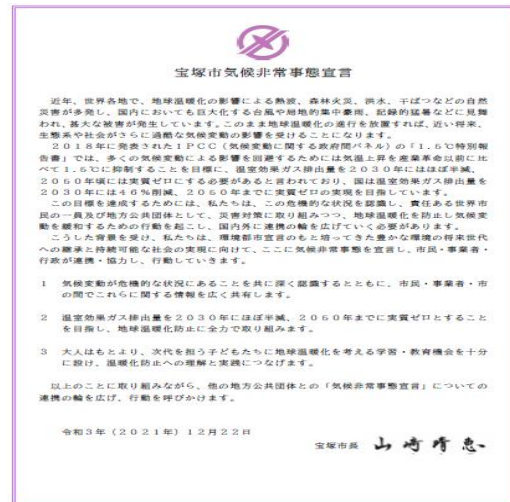 宝塚市気候非常事態宣言
近年、世界各地で、地球温暖化の影響による熱波、森林火災、洪水、干ばつなどの自然
災害が多発し、国内においても巨大化する台風や局地的集中豪雨、記録的猛暑などに見舞
われ、甚大な被害が発生しています。このまま地球温暖化の進行を放置すれば、近い将来、
生態系や社会がさらに過酷な気候変動の影響を受けることになります。
2018年に発表されたIPCC(気候変動に関する政府間パネル)の「1.5℃特別報
告書」では、多くの気候変動による影響を回避するためには気温上昇を産業革命以前に比
べて1.5℃に抑制することを目標に、温室効果ガス排出量を2030年にはほぼ半減、
2050年頃には実質ゼロにする必要があると言われており、国は温室効果ガス排出量を
2030年には46%削減、2050年までに実質ゼロの実現を目指しています。
この目標を達成するためには、私たちは、この危機的な状況を認識し、責任ある世界市
民の一員及び地方公共団体として、災害対策に取り組みつつ、地球温暖化を防止し気候変
動を緩和するための行動を起こし、国内外に連携の輪を広げていく必要があります。
こうした背景を受け、私たちは、環境都市宣言のもと培ってきた豊かな環境の将来世代
への継承と持続可能な社会の実現に向けて、ここに気候非常事態を宣言し、市民・事業者・
行政が連携・協力し、行動していきます。
1 気候変動が危機的な状況にあることを共に深く認識するとともに、市民・事業者・市
の間でこれらに関する情報を広く共有します。
2 温室効果ガス排出量を2030年にほぼ半減、2050年までに実質ゼロとすること
を目指し、地球温暖化防止に全力で取り組みます。
3 大人はもとより、次代を担う子どもたちに地球温暖化を考える学習・教育機会を十分
に設け、温暖化防止への理解と実践につなげます。
以上のことに取り組みながら、他の地方公共団体との「気候非常事態宣言」についての
連携の輪を広げ、行動を呼びかけます。
令和3年(2021年)12月22日
宝塚市長 山﨑晴恵